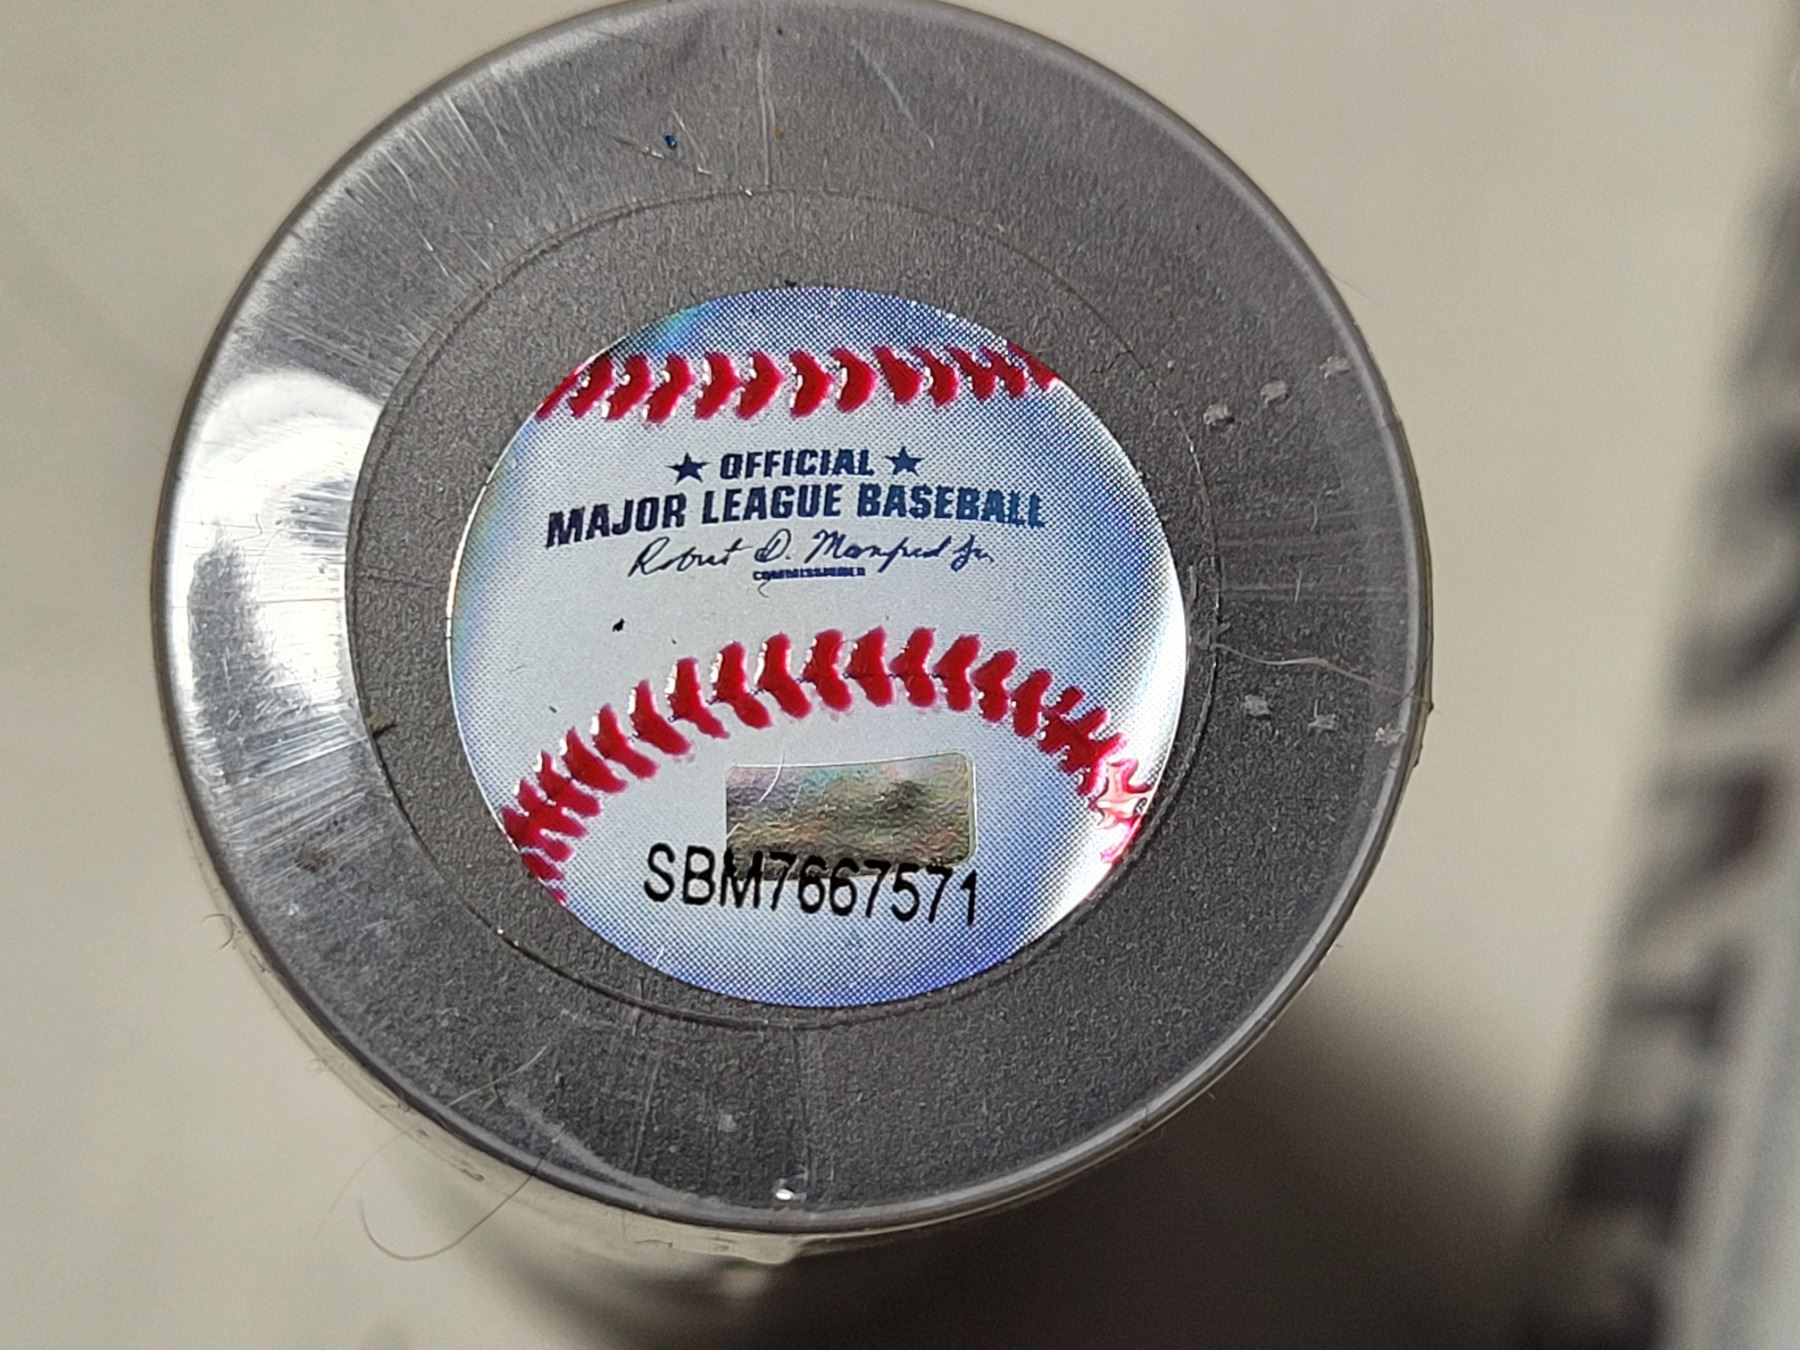 ★ OFFICIAL ★
MAJOR LEAGUE BASEBALL
Robert D. Manfred Jr.
COMMISSIONER
SBM7667571